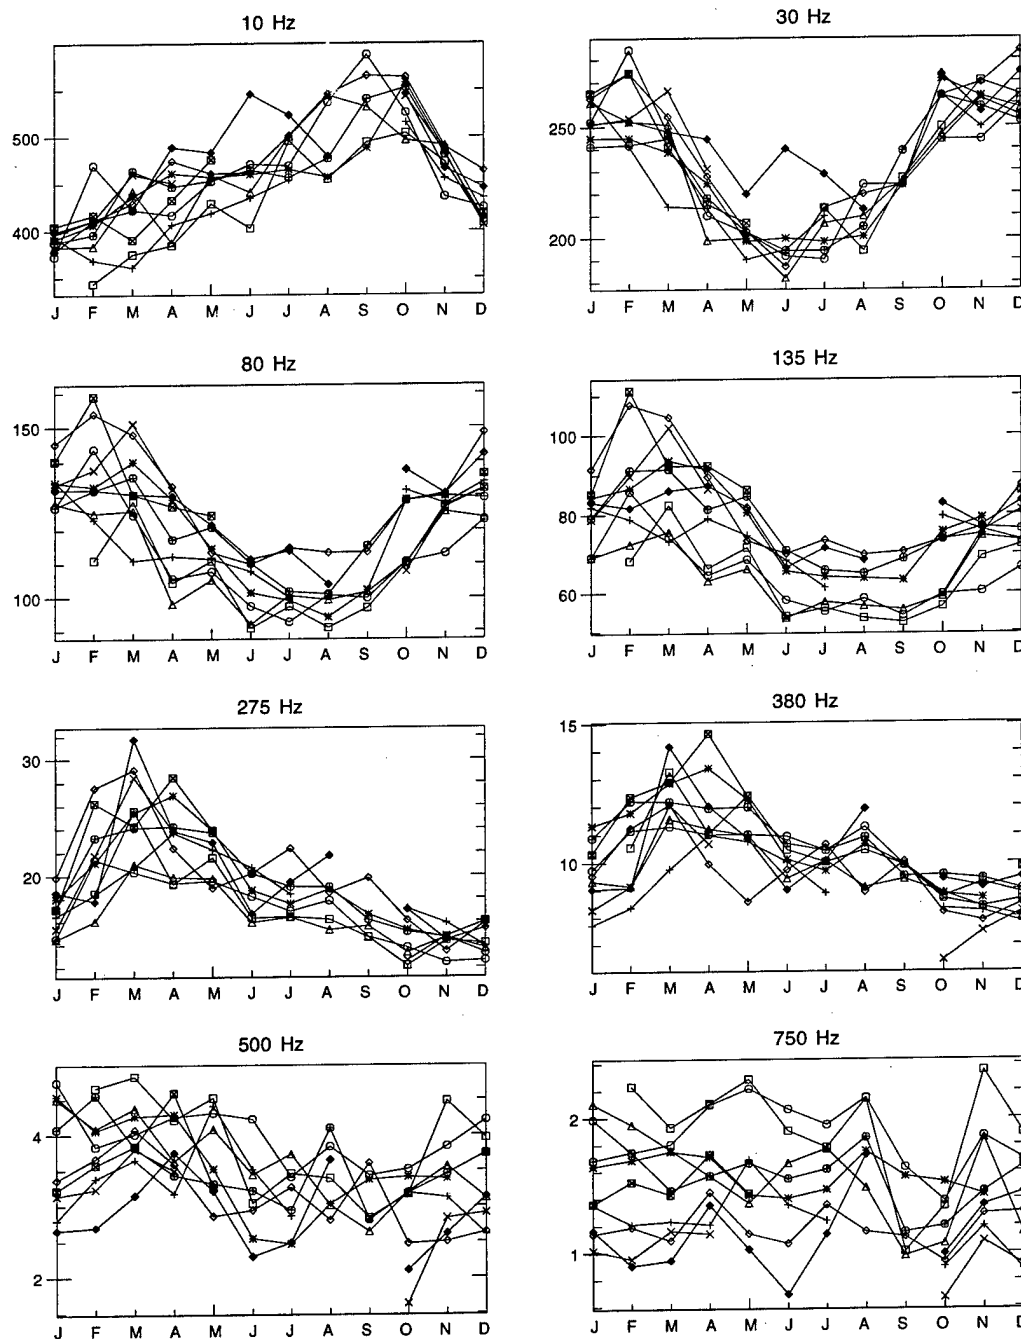 10 Hz
30 Hz
500
400
J F M A M J J A S O N D
250
200
J F M A M J J A S O N D
80 Hz
135 Hz
150
100
J F M A M J J A S O N D
100
80
60
J F M A M J J A S O N D
275 Hz
380 Hz
30
20
J F M A M J J A S O N D
15
10
J F M A M J J A S O N D
500 Hz
750 Hz
4
2
J F M A M J J A S O N D
2
1
J F M A M J J A S O N D